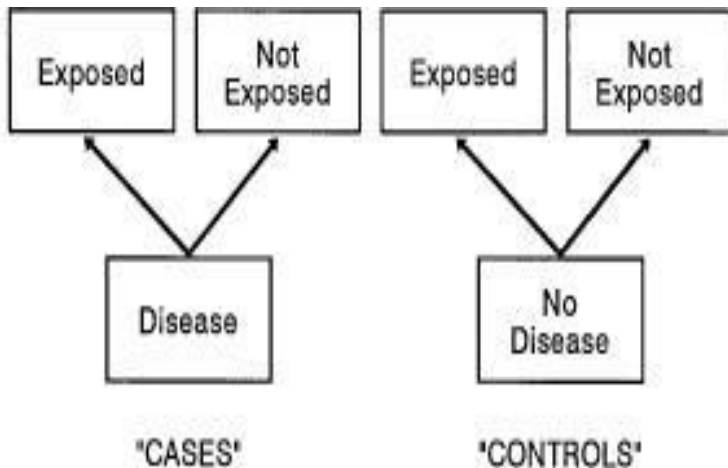 Exposed
Not
Exposed
Exposed
Not
Exposed
Disease
No
Disease
"CASES"
"CONTROLS"